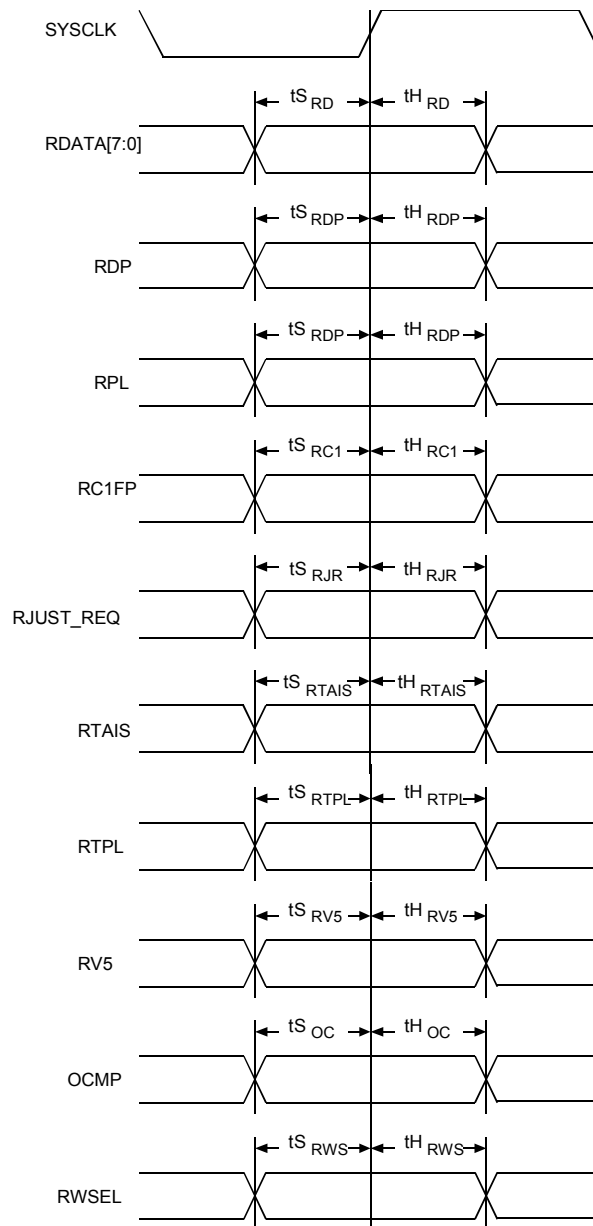 SYSCLK
tS RD tH RD
RDATA[7:0]
tS RDP tH RDP
RDP
tS RDP tH RDP
RPL
tS RC1 tH RC1
RC1FP
tS RJR tH RJR
RJUST_REQ
tS RTAIS tH RTAIS
RTAIS
tS RTPL tH RTPL
RTPL
tS RV5 tH RV5
RV5
tS OC tH OC
OCMP
tS RWS tH RWS
RWSEL